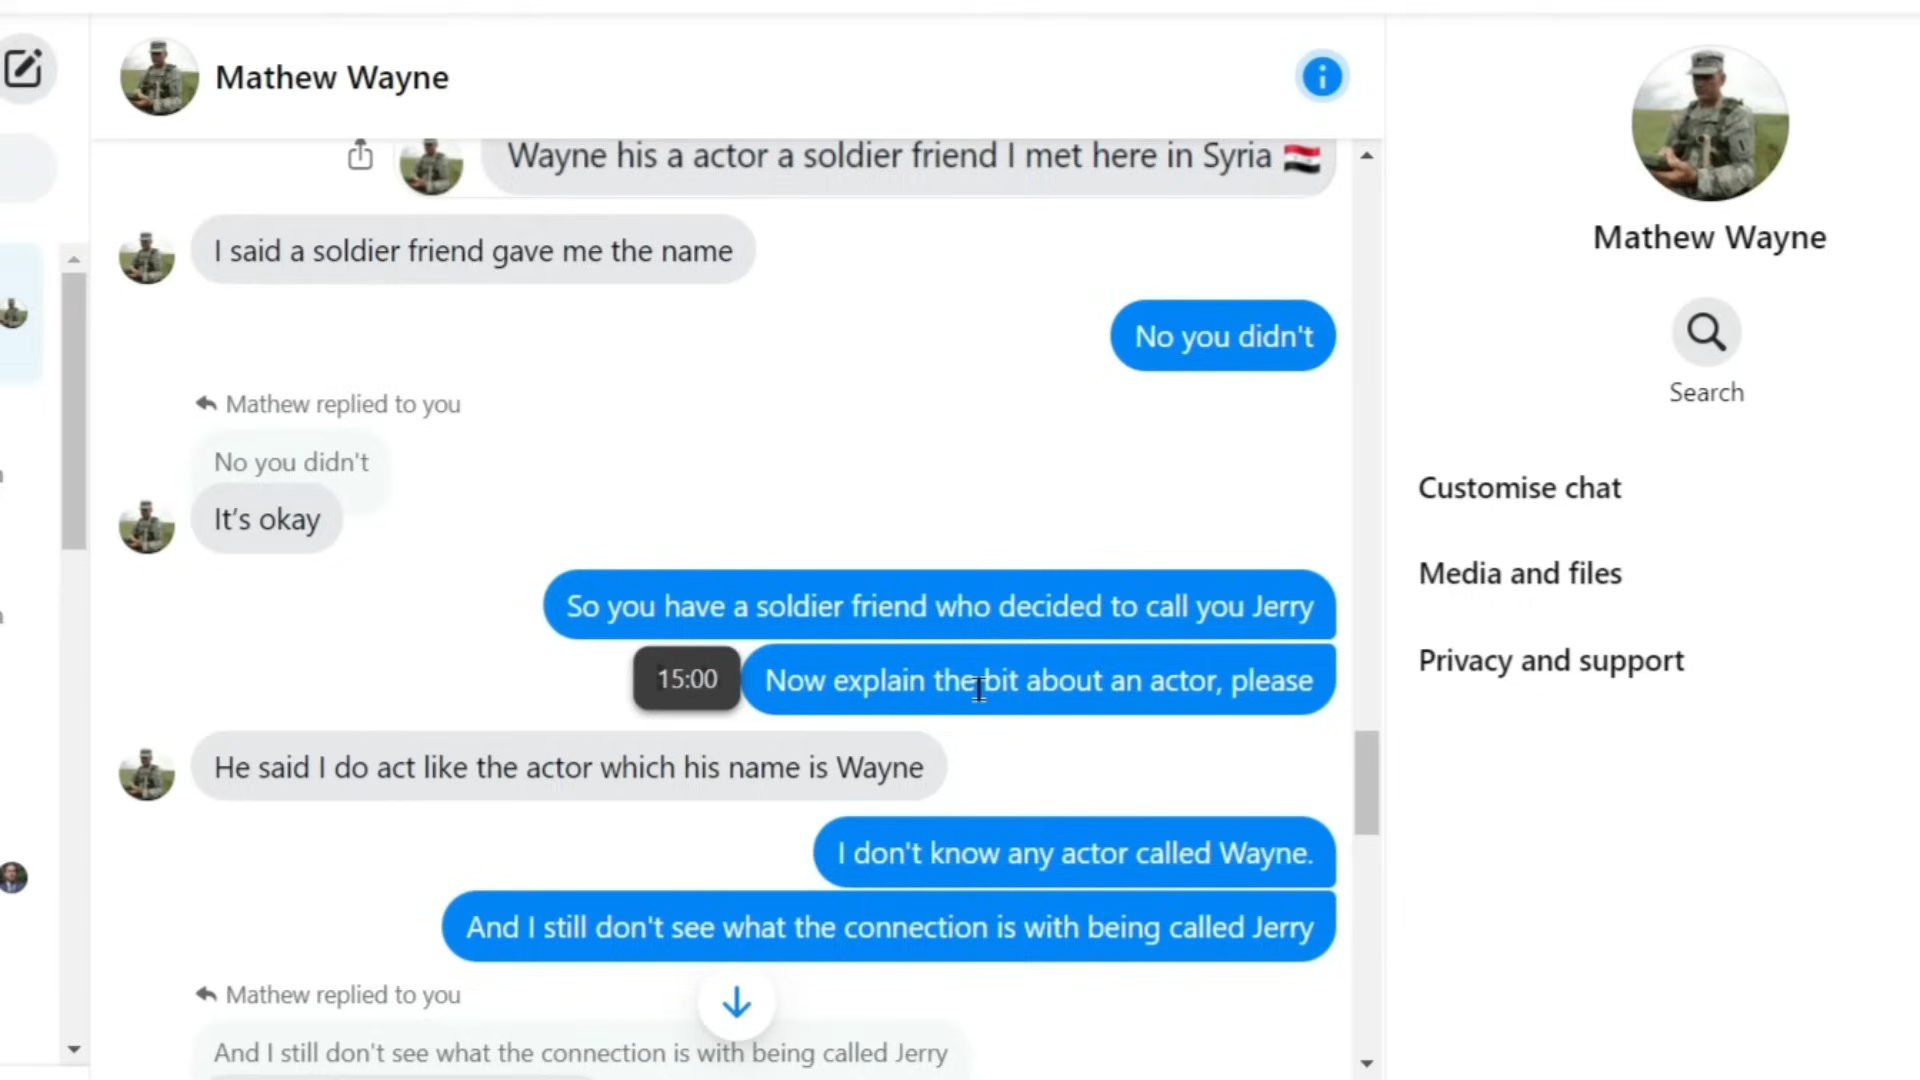 Mathew Wayne
Wayne his a actor a soldier friend I met here in Syria 🇸🇾
I said a soldier friend gave me the name
No you didn't
Mathew replied to you
No you didn't
It's okay
So you have a soldier friend who decided to call you Jerry
15:00
Now explain the bit about an actor, please
He said I do act like the actor which his name is Wayne
I don't know any actor called Wayne.
And I still don't see what the connection is with being called Jerry
Mathew replied to you
And I still don't see what the connection is with being called Jerry
Mathew Wayne
Search
Customise chat
Media and files
Privacy and support